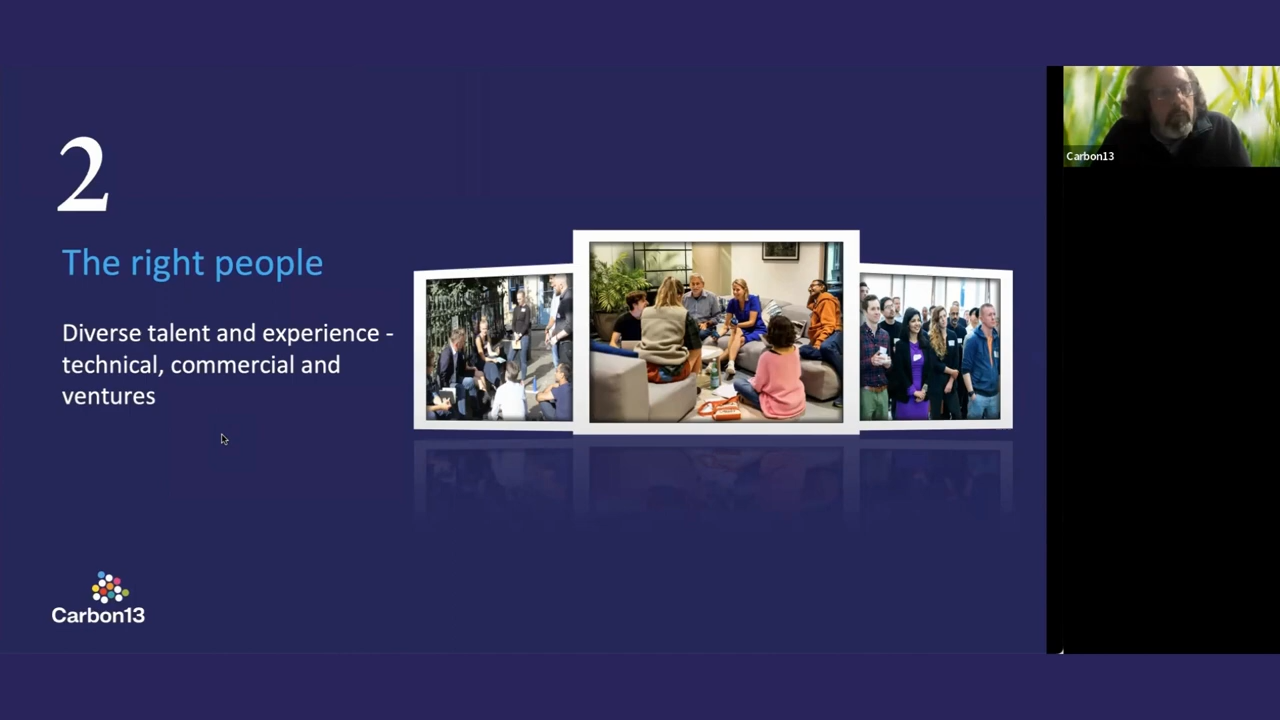 2
The right people
Diverse talent and experience -
technical, commercial and
ventures
Carbon13
Carbon13